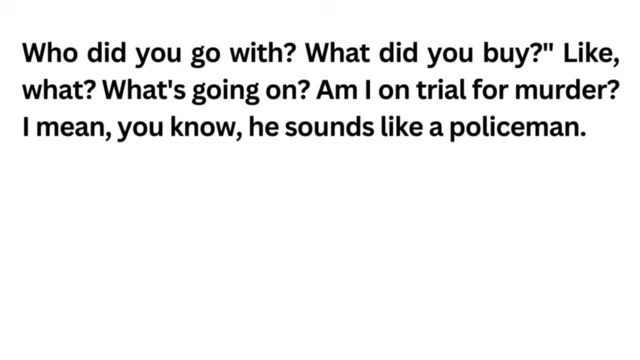 Who did you go with? What did you buy?" Like,
what? What's going on? Am I on trial for murder?
I mean, you know, he sounds like a policeman.